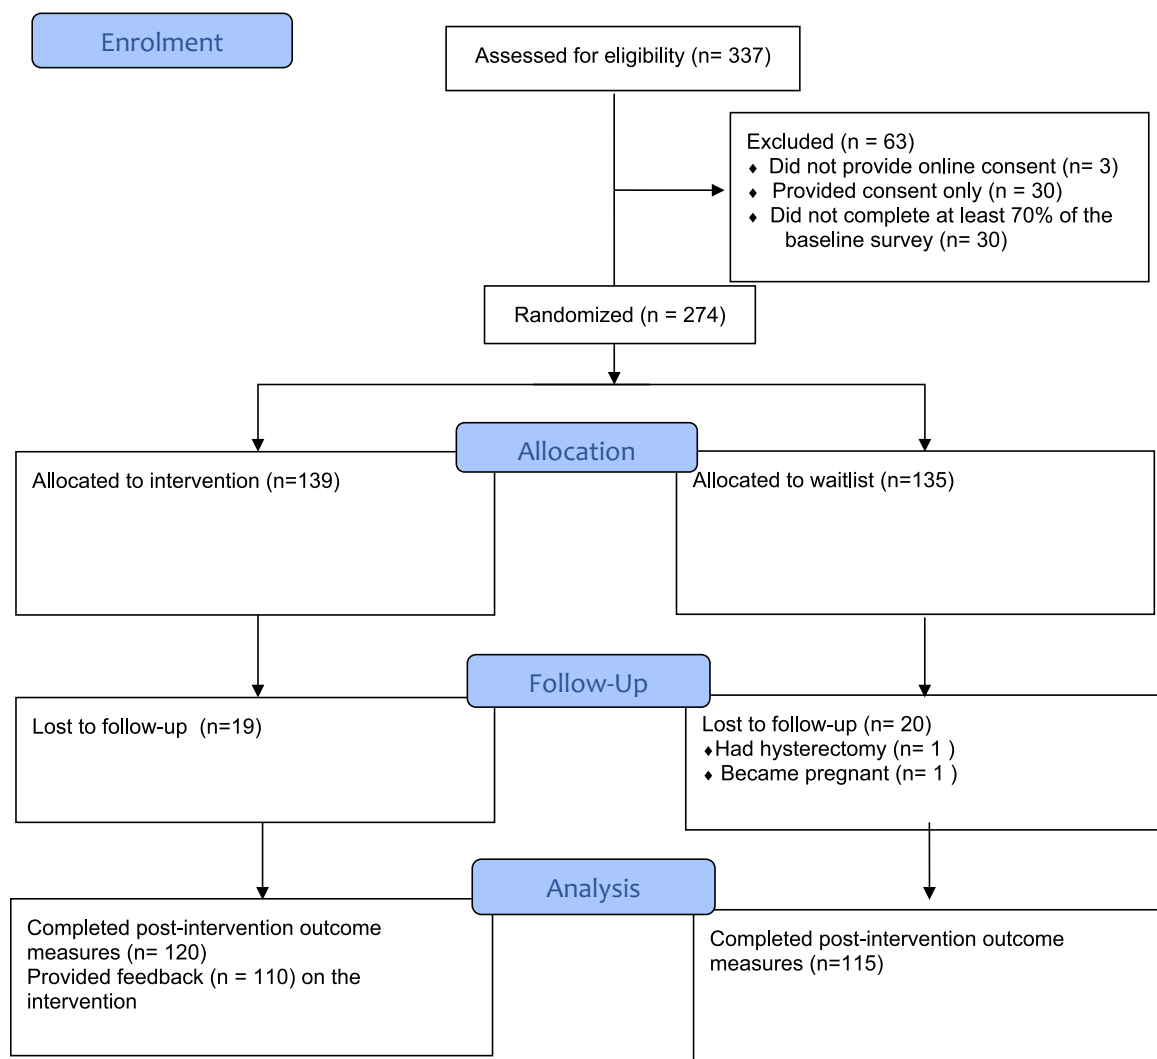 Enrolment
Assessed for eligibility (n= 337)
Excluded (n = 63)
♦ Did not provide online consent (n= 3)
♦ Provided consent only (n = 30)
♦ Did not complete at least 70% of the
baseline survey (n= 30)
Randomized (n = 274)
Allocation
Allocated to intervention (n=139)
Allocated to waitlist (n=135)
Follow-Up
Lost to follow-up (n=19)
Lost to follow-up (n= 20)
♦Had hysterectomy (n= 1 )
♦ Became pregnant (n= 1 )
Analysis
Completed post-intervention outcome
measures (n= 120)
Provided feedback (n = 110) on the
intervention
Completed post-intervention outcome
measures (n=115)